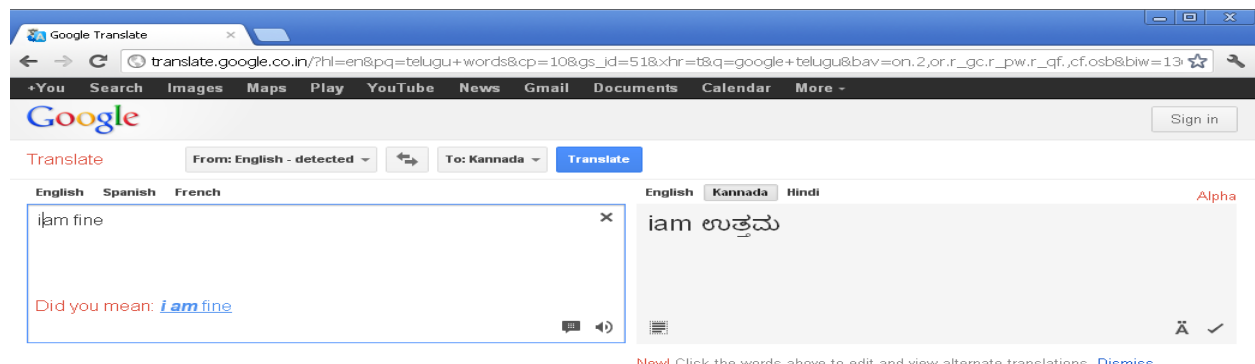 Google Translate
translate.google.co.in/?hl=en&pq=telugu+words&cp=10&gs_id=51&xhr=t&q=google+telugu&bav=on.2,or.r_gc.r_pw.r_qf.,cf.osb&biw=13
+You Search Images Maps Play YouTube News Gmail Documents Calendar More
Google Sign in
Translate From: English - detected To: Kannada Translate
English Spanish French English Kannada Hindi Alpha
iam fine iam ಉತ್ತಮ
Did you mean: i am fine
Ä
New! Click the words above to edit and view alternate translations. Dismiss